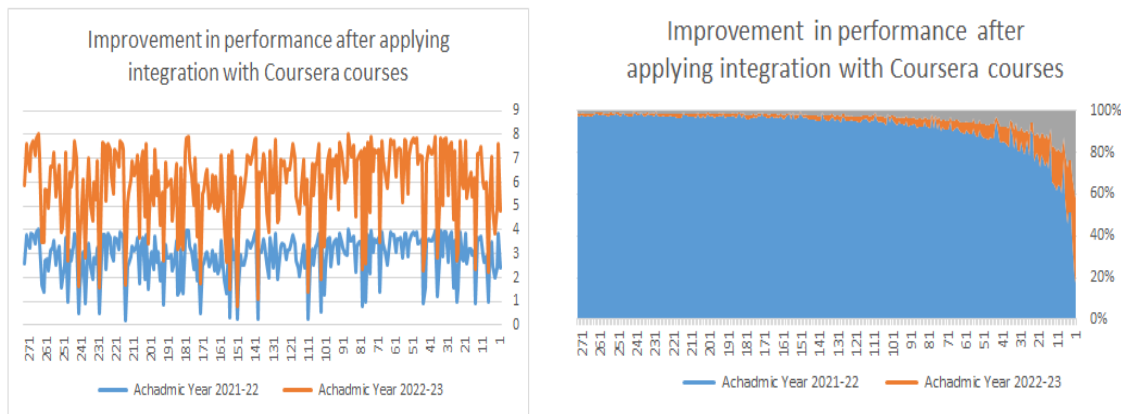 Improvement in performance after applying
integration with Coursera courses
9
8
7
6
5
4
3
2
1
0
271 261 251 241 231 221 211 201 191 181 171 161 151 141 131 121 111 101 91 81 71 61 51 41 31 21 11 1
Achadmic Year 2021-22 Achadmic Year 2022-23
Improvement in performance after
applying integration with Coursera courses
100%
80%
60%
40%
20%
0%
271 261 251 241 231 221 211 201 191 181 171 161 151 141 131 121 111 101 91 81 71 61 51 41 31 21 11 1
Achadmic Year 2021-22 Achadmic Year 2022-23